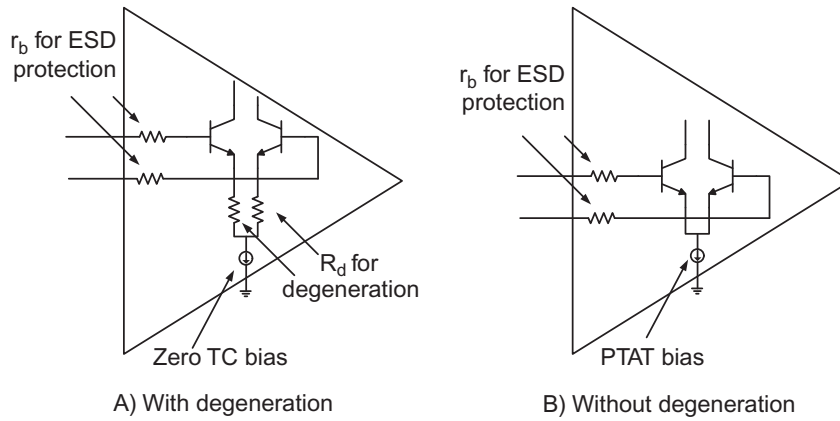 r_b for ESD
protection
R_d for
degeneration
Zero TC bias
A) With degeneration
r_b for ESD
protection
PTAT bias
B) Without degeneration